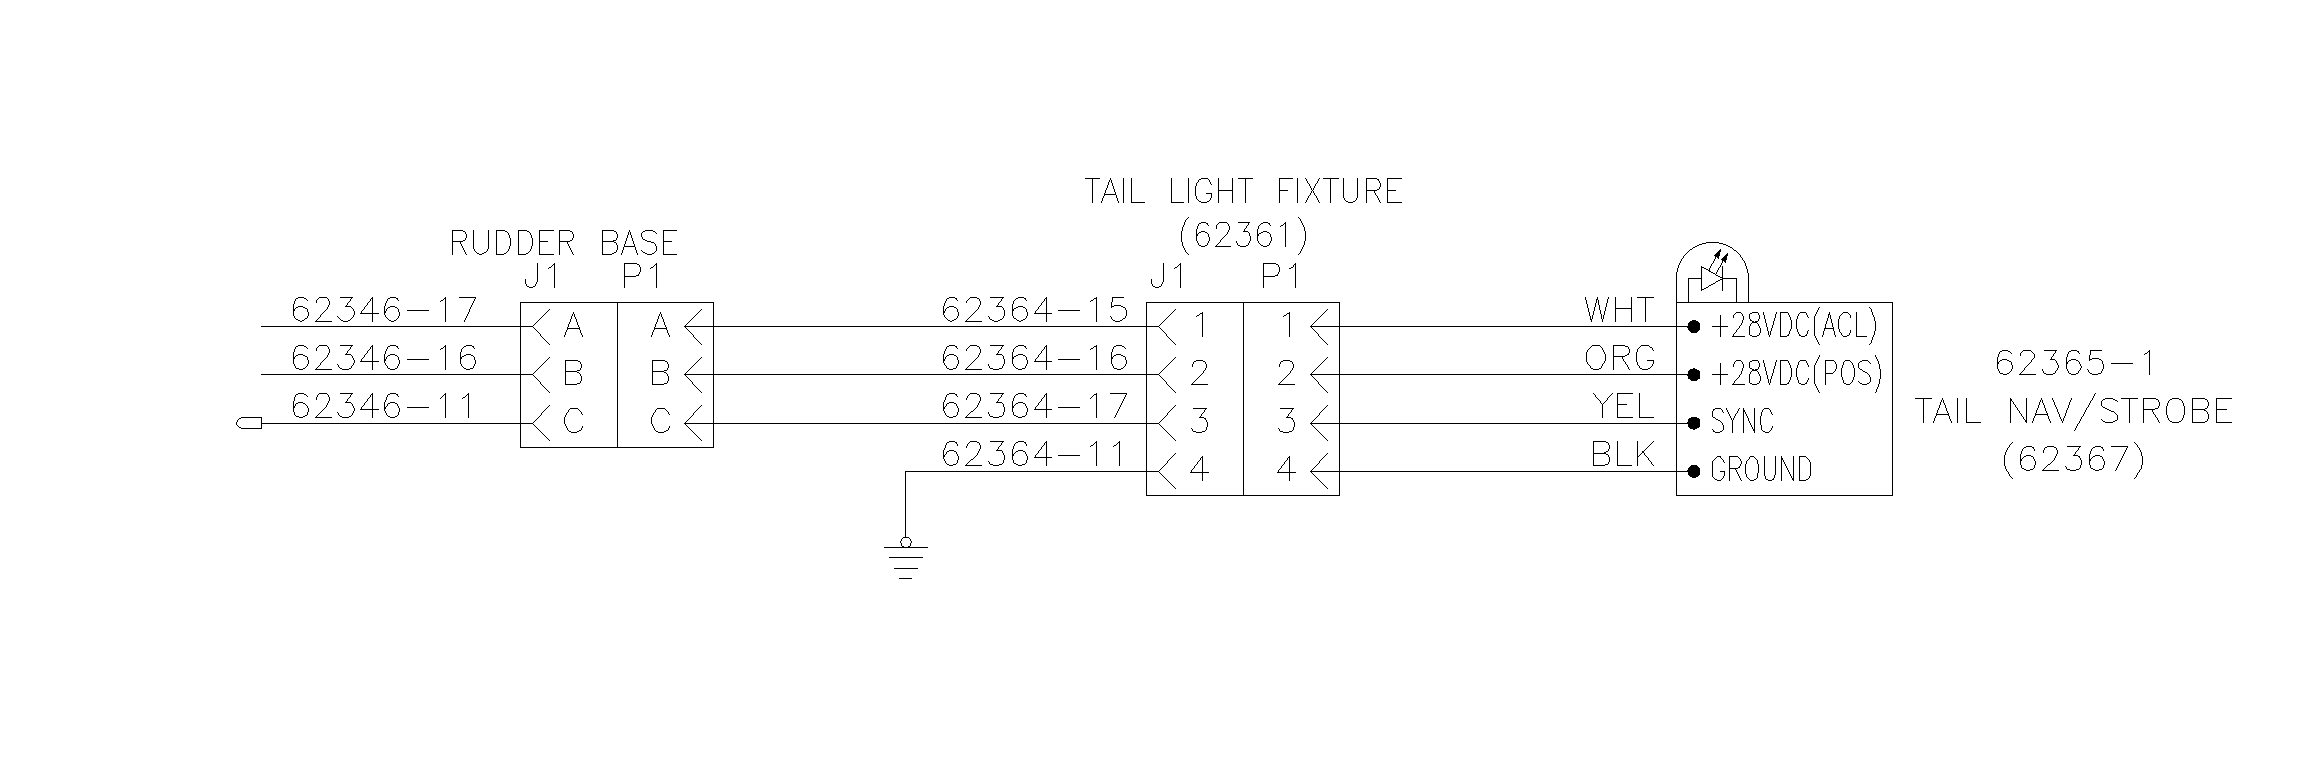 TAIL LIGHT FIXTURE
(62361)
RUDDER BASE
J1 P1
J1 P1
62346-17 A A 62364-15 1 1 WHT +28VDC(ACL)
62346-16 B B 62364-16 2 2 ORG +28VDC(POS)
62346-11 C C 62364-17 3 3 YEL SYNC
62364-11 4 4 BLK GROUND
62365-1
TAIL NAV/STROBE
(62367)